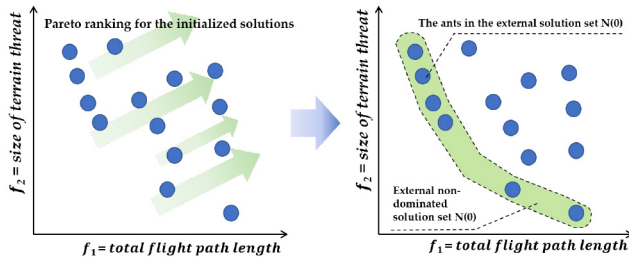 Pareto ranking for the initialized solutions
f₂ = size of terrain threat
f₁ = total flight path length
The ants in the external solution set N(0)
f₂ = size of terrain threat
External non-
dominated
solution set N(0)
f₁ = total flight path length